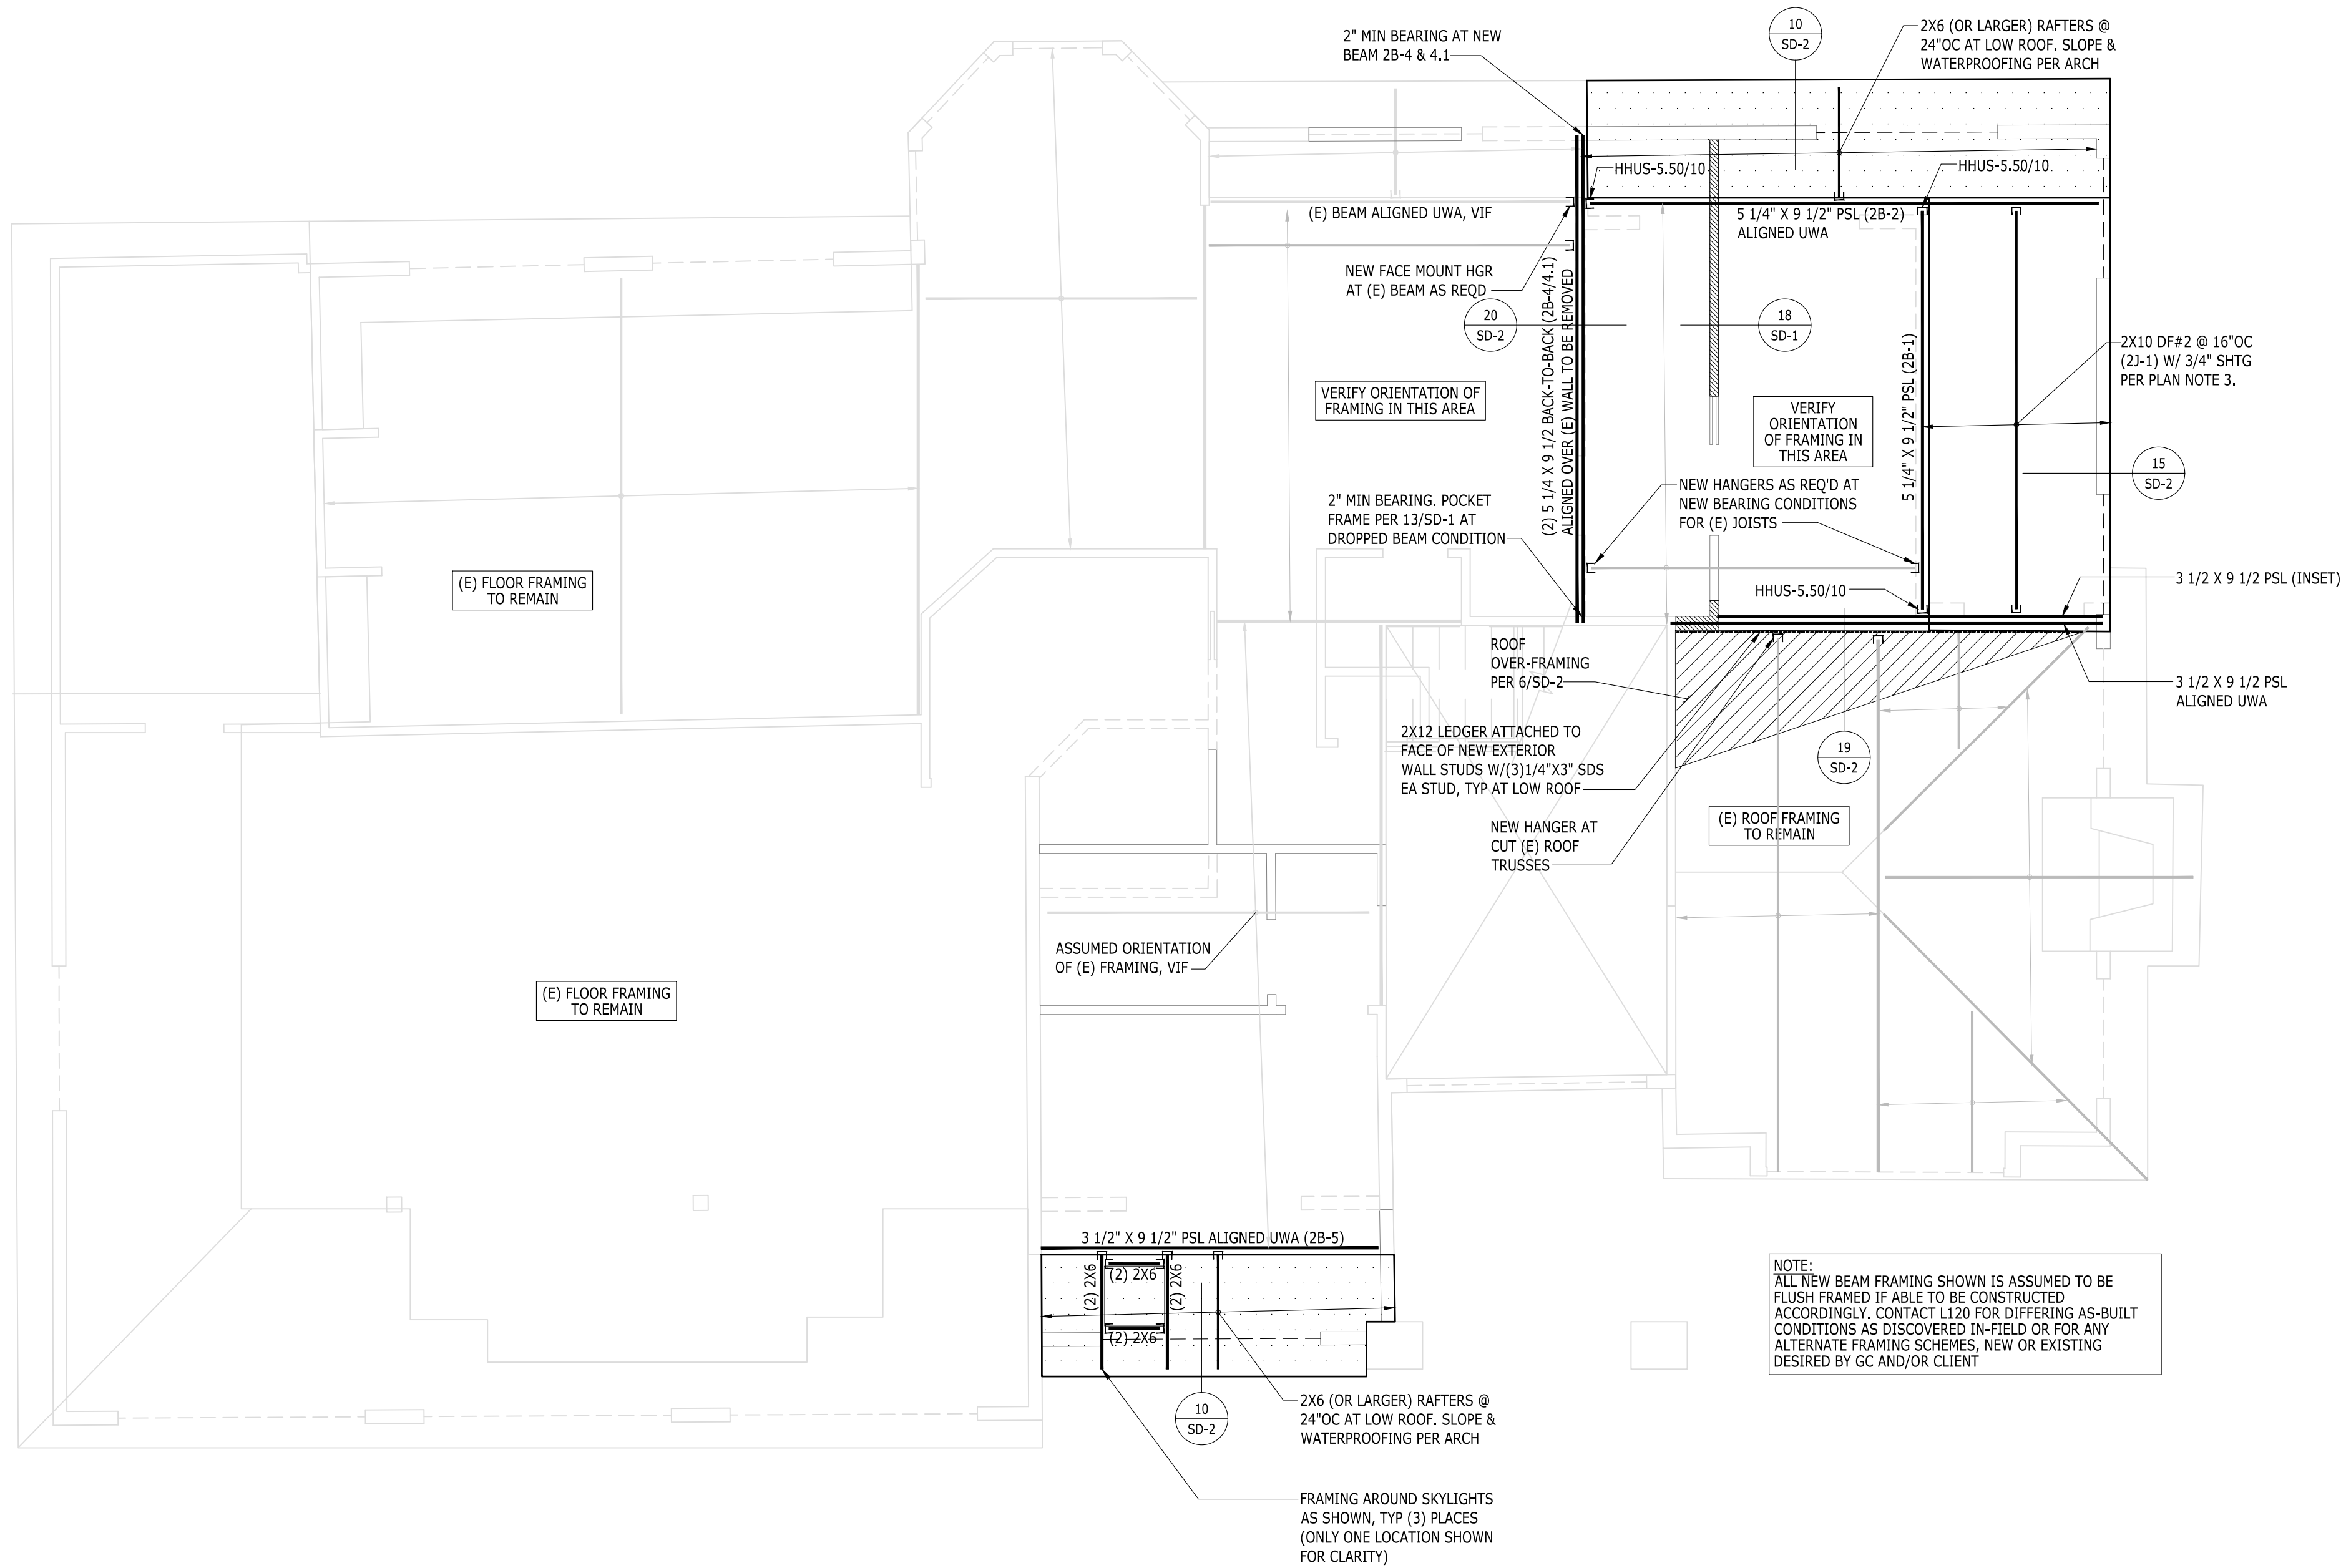 2" MIN BEARING AT NEW
BEAM 2B-4 & 4.1
10
SD-2
2X6 (OR LARGER) RAFTERS @
24"OC AT LOW ROOF. SLOPE &
WATERPROOFING PER ARCH
HHUS-5.50/10
HHUS-5.50/10
(E) BEAM ALIGNED UWA, VIF
5 1/4" X 9 1/2" PSL (2B-2)
ALIGNED UWA
NEW FACE MOUNT HGR
AT (E) BEAM AS REQD
20
SD-2
18
SD-1
(2) 5 1/4 X 9 1/2 BACK-TO-BACK (2B-4/4.1)
ALIGNED OVER (E) WALL TO BE REMOVED
5 1/4" X 9 1/2" PSL (2B-1)
2X10 DF#2 @ 16"OC
(2J-1) W/ 3/4" SHTG
PER PLAN NOTE 3.
VERIFY ORIENTATION OF
FRAMING IN THIS AREA
VERIFY
ORIENTATION
OF FRAMING IN
THIS AREA
15
SD-2
2" MIN BEARING. POCKET
FRAME PER 13/SD-1 AT
DROPPED BEAM CONDITION
NEW HANGERS AS REQ'D AT
NEW BEARING CONDITIONS
FOR (E) JOISTS
(E) FLOOR FRAMING
TO REMAIN
HHUS-5.50/10
3 1/2 X 9 1/2 PSL (INSET)
ROOF
OVER-FRAMING
PER 6/SD-2
3 1/2 X 9 1/2 PSL
ALIGNED UWA
2X12 LEDGER ATTACHED TO
FACE OF NEW EXTERIOR
WALL STUDS W/(3)1/4"X3" SDS
EA STUD, TYP AT LOW ROOF
19
SD-2
NEW HANGER AT
CUT (E) ROOF
TRUSSES
(E) ROOF FRAMING
TO REMAIN
ASSUMED ORIENTATION
OF (E) FRAMING, VIF
(E) FLOOR FRAMING
TO REMAIN
3 1/2" X 9 1/2" PSL ALIGNED UWA (2B-5)
(2) 2X6
(2) 2X6
(2) 2X6
(2) 2X6
NOTE:
ALL NEW BEAM FRAMING SHOWN IS ASSUMED TO BE
FLUSH FRAMED IF ABLE TO BE CONSTRUCTED
ACCORDINGLY. CONTACT L120 FOR DIFFERING AS-BUILT
CONDITIONS AS DISCOVERED IN-FIELD OR FOR ANY
ALTERNATE FRAMING SCHEMES, NEW OR EXISTING
DESIRED BY GC AND/OR CLIENT
10
SD-2
2X6 (OR LARGER) RAFTERS @
24"OC AT LOW ROOF. SLOPE &
WATERPROOFING PER ARCH
FRAMING AROUND SKYLIGHTS
AS SHOWN, TYP (3) PLACES
(ONLY ONE LOCATION SHOWN
FOR CLARITY)